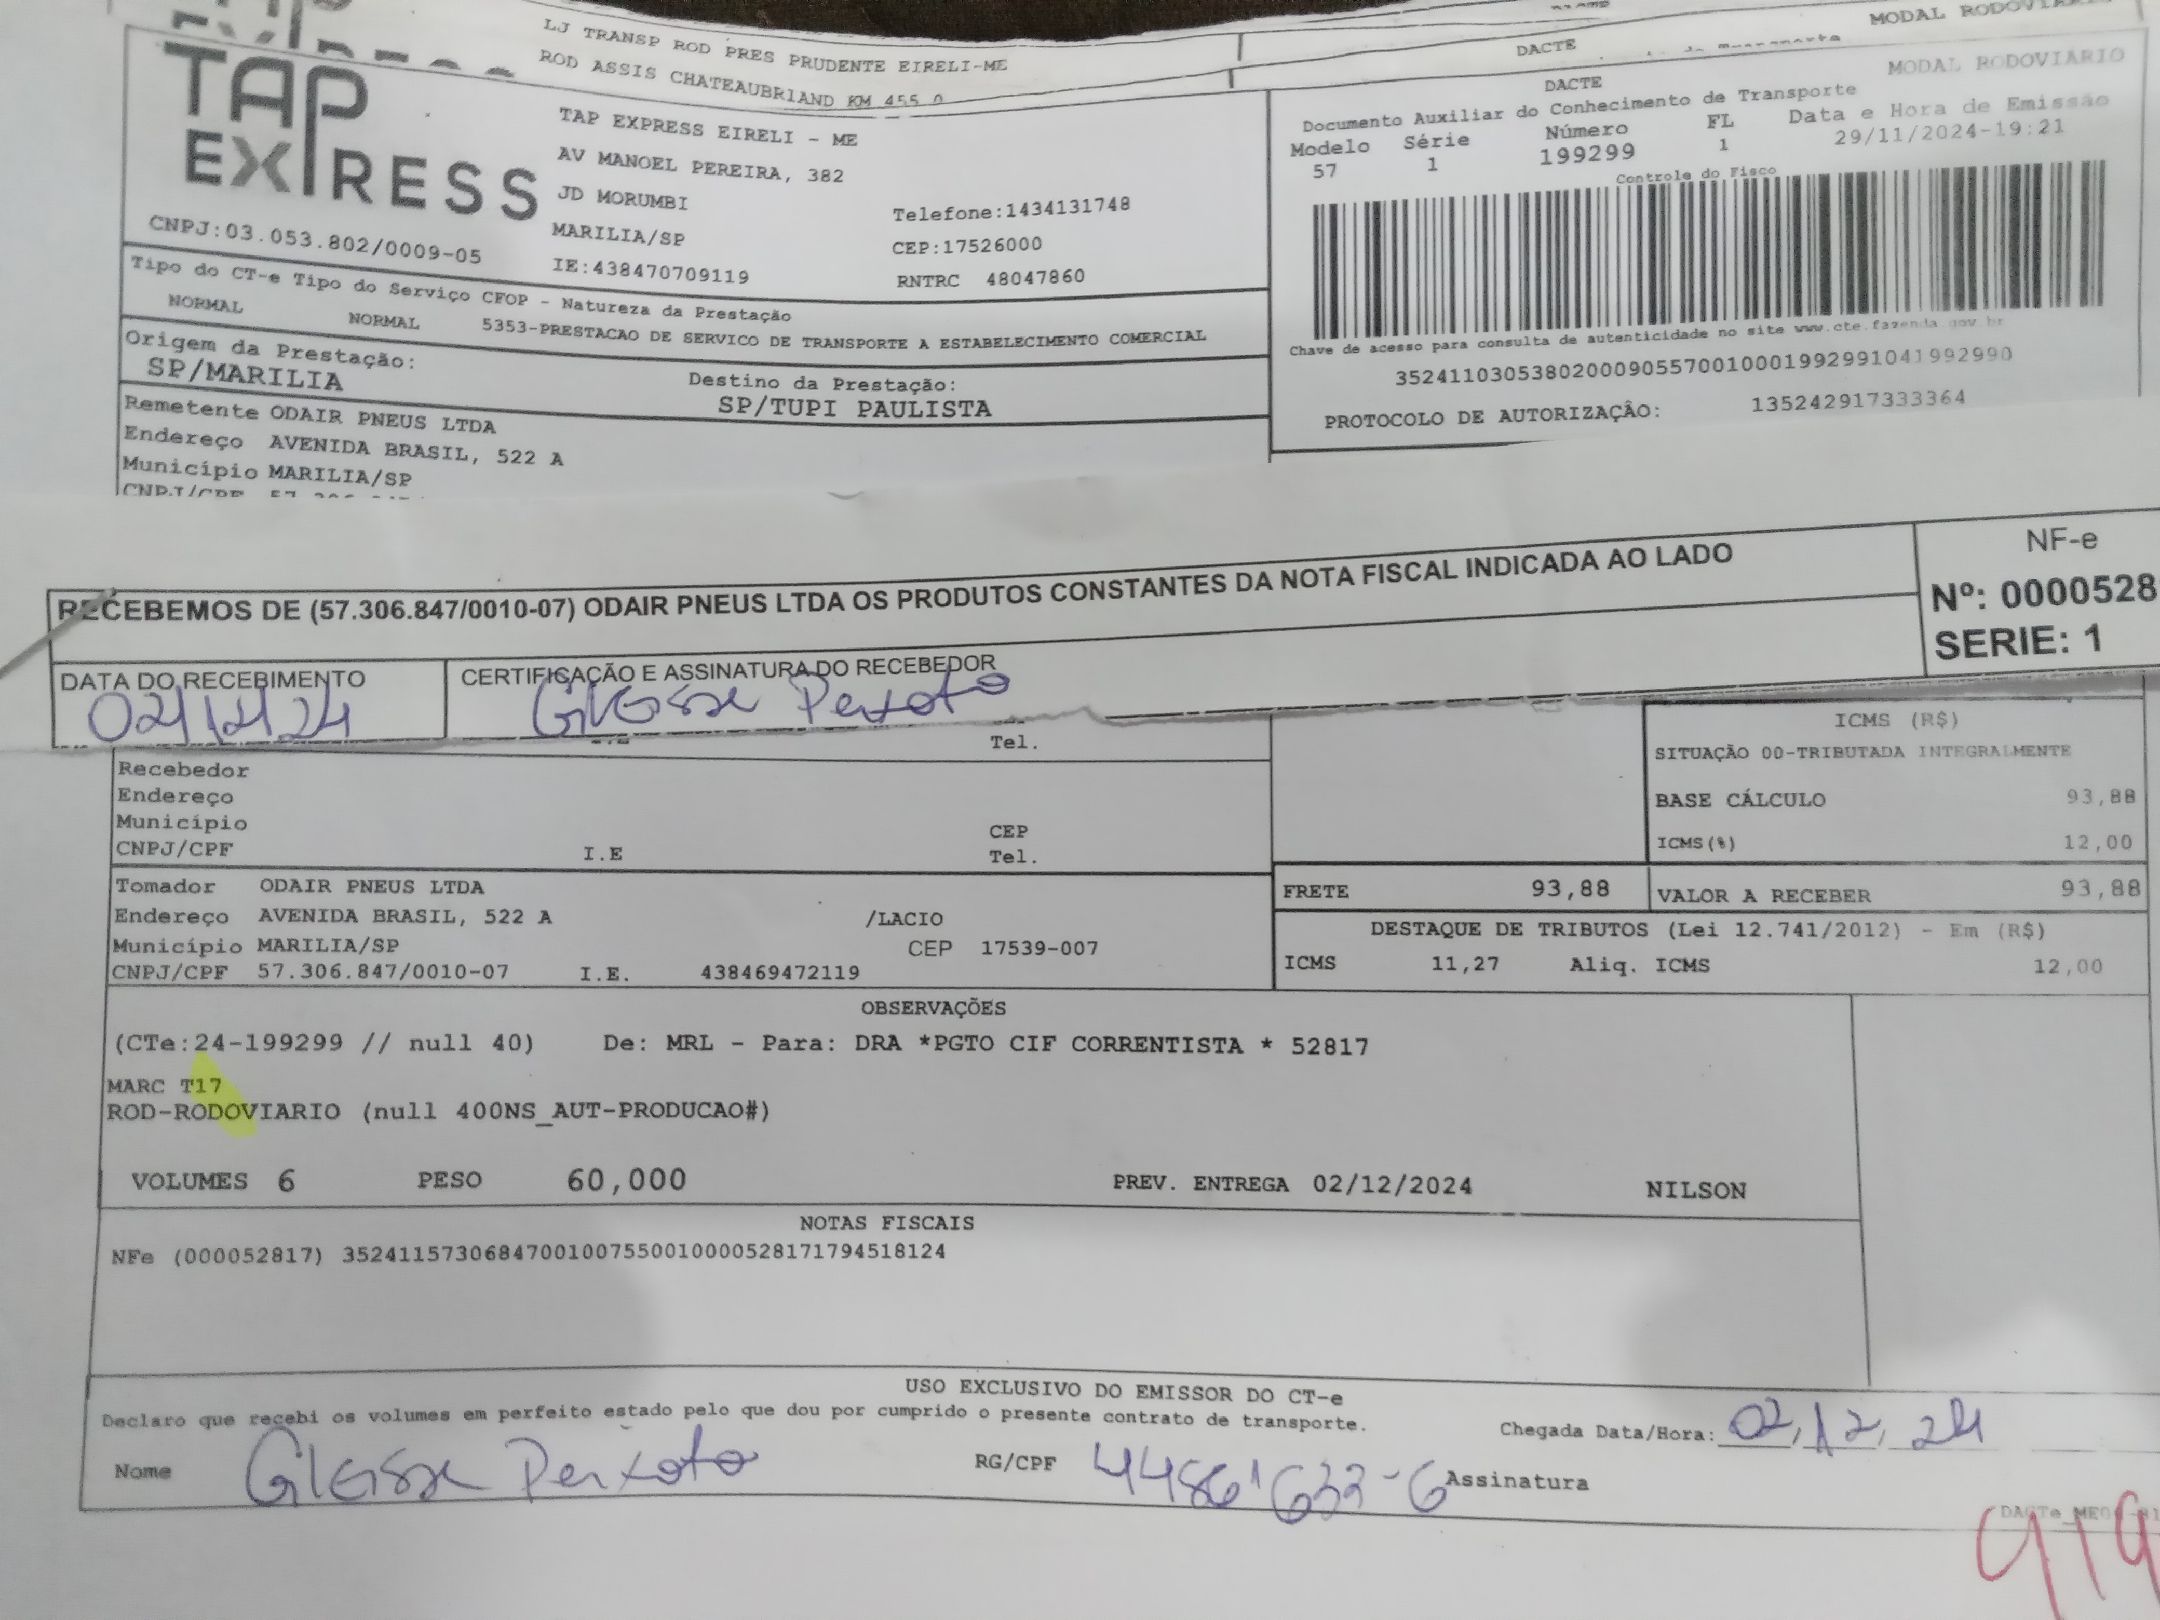 LJ TRANSP ROD PRES PRUDENTE EIRELI-ME
ROD ASSIS CHATEAUBRIAND KM 455 0
DACTE
MODAL RODOVIARIO
TAP EXPRESS
TAP EXPRESS EIRELI - ME
AV MANOEL PEREIRA, 382
JD MORUMBI
MARILIA/SP
Telefone:1434131748
CEP:17526000
CNPJ:03.053.802/0009-05
IE:438470709119
RNTRC 48047860
DACTE
MODAL RODOVIARIO
Documento Auxiliar do Conhecimento de Transporte
Modelo Série Número FL Data e Hora de Emissão
57 1 199299 1 29/11/2024-19:21
Controle do Fisco
Chave de acesso para consulta de autenticidade no site www.cte.fazenda.gov.br
35241103053802000905570010001992991041992990
PROTOCOLO DE AUTORIZAÇÂO: 135242917333364
Tipo do CT-e Tipo do Serviço CFOP - Natureza da Prestação
NORMAL NORMAL 5353-PRESTACAO DE SERVICO DE TRANSPORTE A ESTABELECIMENTO COMERCIAL
Origem da Prestação:
SP/MARILIA
Destino da Prestação:
SP/TUPI PAULISTA
Remetente ODAIR PNEUS LTDA
Endereço AVENIDA BRASIL, 522 A
Município MARILIA/SP
CNPJ/CPF
RECEBEMOS DE (57.306.847/0010-07) ODAIR PNEUS LTDA OS PRODUTOS CONSTANTES DA NOTA FISCAL INDICADA AO LADO
NF-e
Nº: 0000528
SERIE: 1
DATA DO RECEBIMENTO
02/12/24
CERTIFICAÇÃO E ASSINATURA DO RECEBEDOR
Peixoto
Tel.
Recebedor
Endereço
Município CEP
CNPJ/CPF I.E Tel.
ICMS (R$)
SITUAÇÃO 00-TRIBUTADA INTEGRALMENTE
BASE CÁLCULO 93,88
ICMS(%) 12,00
Tomador ODAIR PNEUS LTDA
Endereço AVENIDA BRASIL, 522 A /LACIO
Município MARILIA/SP CEP 17539-007
CNPJ/CPF 57.306.847/0010-07 I.E. 438469472119
FRETE 93,88 VALOR A RECEBER 93,88
DESTAQUE DE TRIBUTOS (Lei 12.741/2012) - Em (R$)
ICMS 11,27 Aliq. ICMS 12,00
OBSERVAÇÕES
(CTe:24-199299 // null 40) De: MRL - Para: DRA *PGTO CIF CORRENTISTA * 52817
MARC T17
ROD-RODOVIARIO (null 400NS_AUT-PRODUCAO#)
VOLUMES 6 PESO 60,000 PREV. ENTREGA 02/12/2024 NILSON
NOTAS FISCAIS
NFe (000052817) 35241157306847001007550010000528171794518124
USO EXCLUSIVO DO EMISSOR DO CT-e
Declaro que recebi os volumes em perfeito estado pelo que dou por cumprido o presente contrato de transporte.
Chegada Data/Hora: 02, 12, 24
Nome Peixoto RG/CPF Assinatura
919